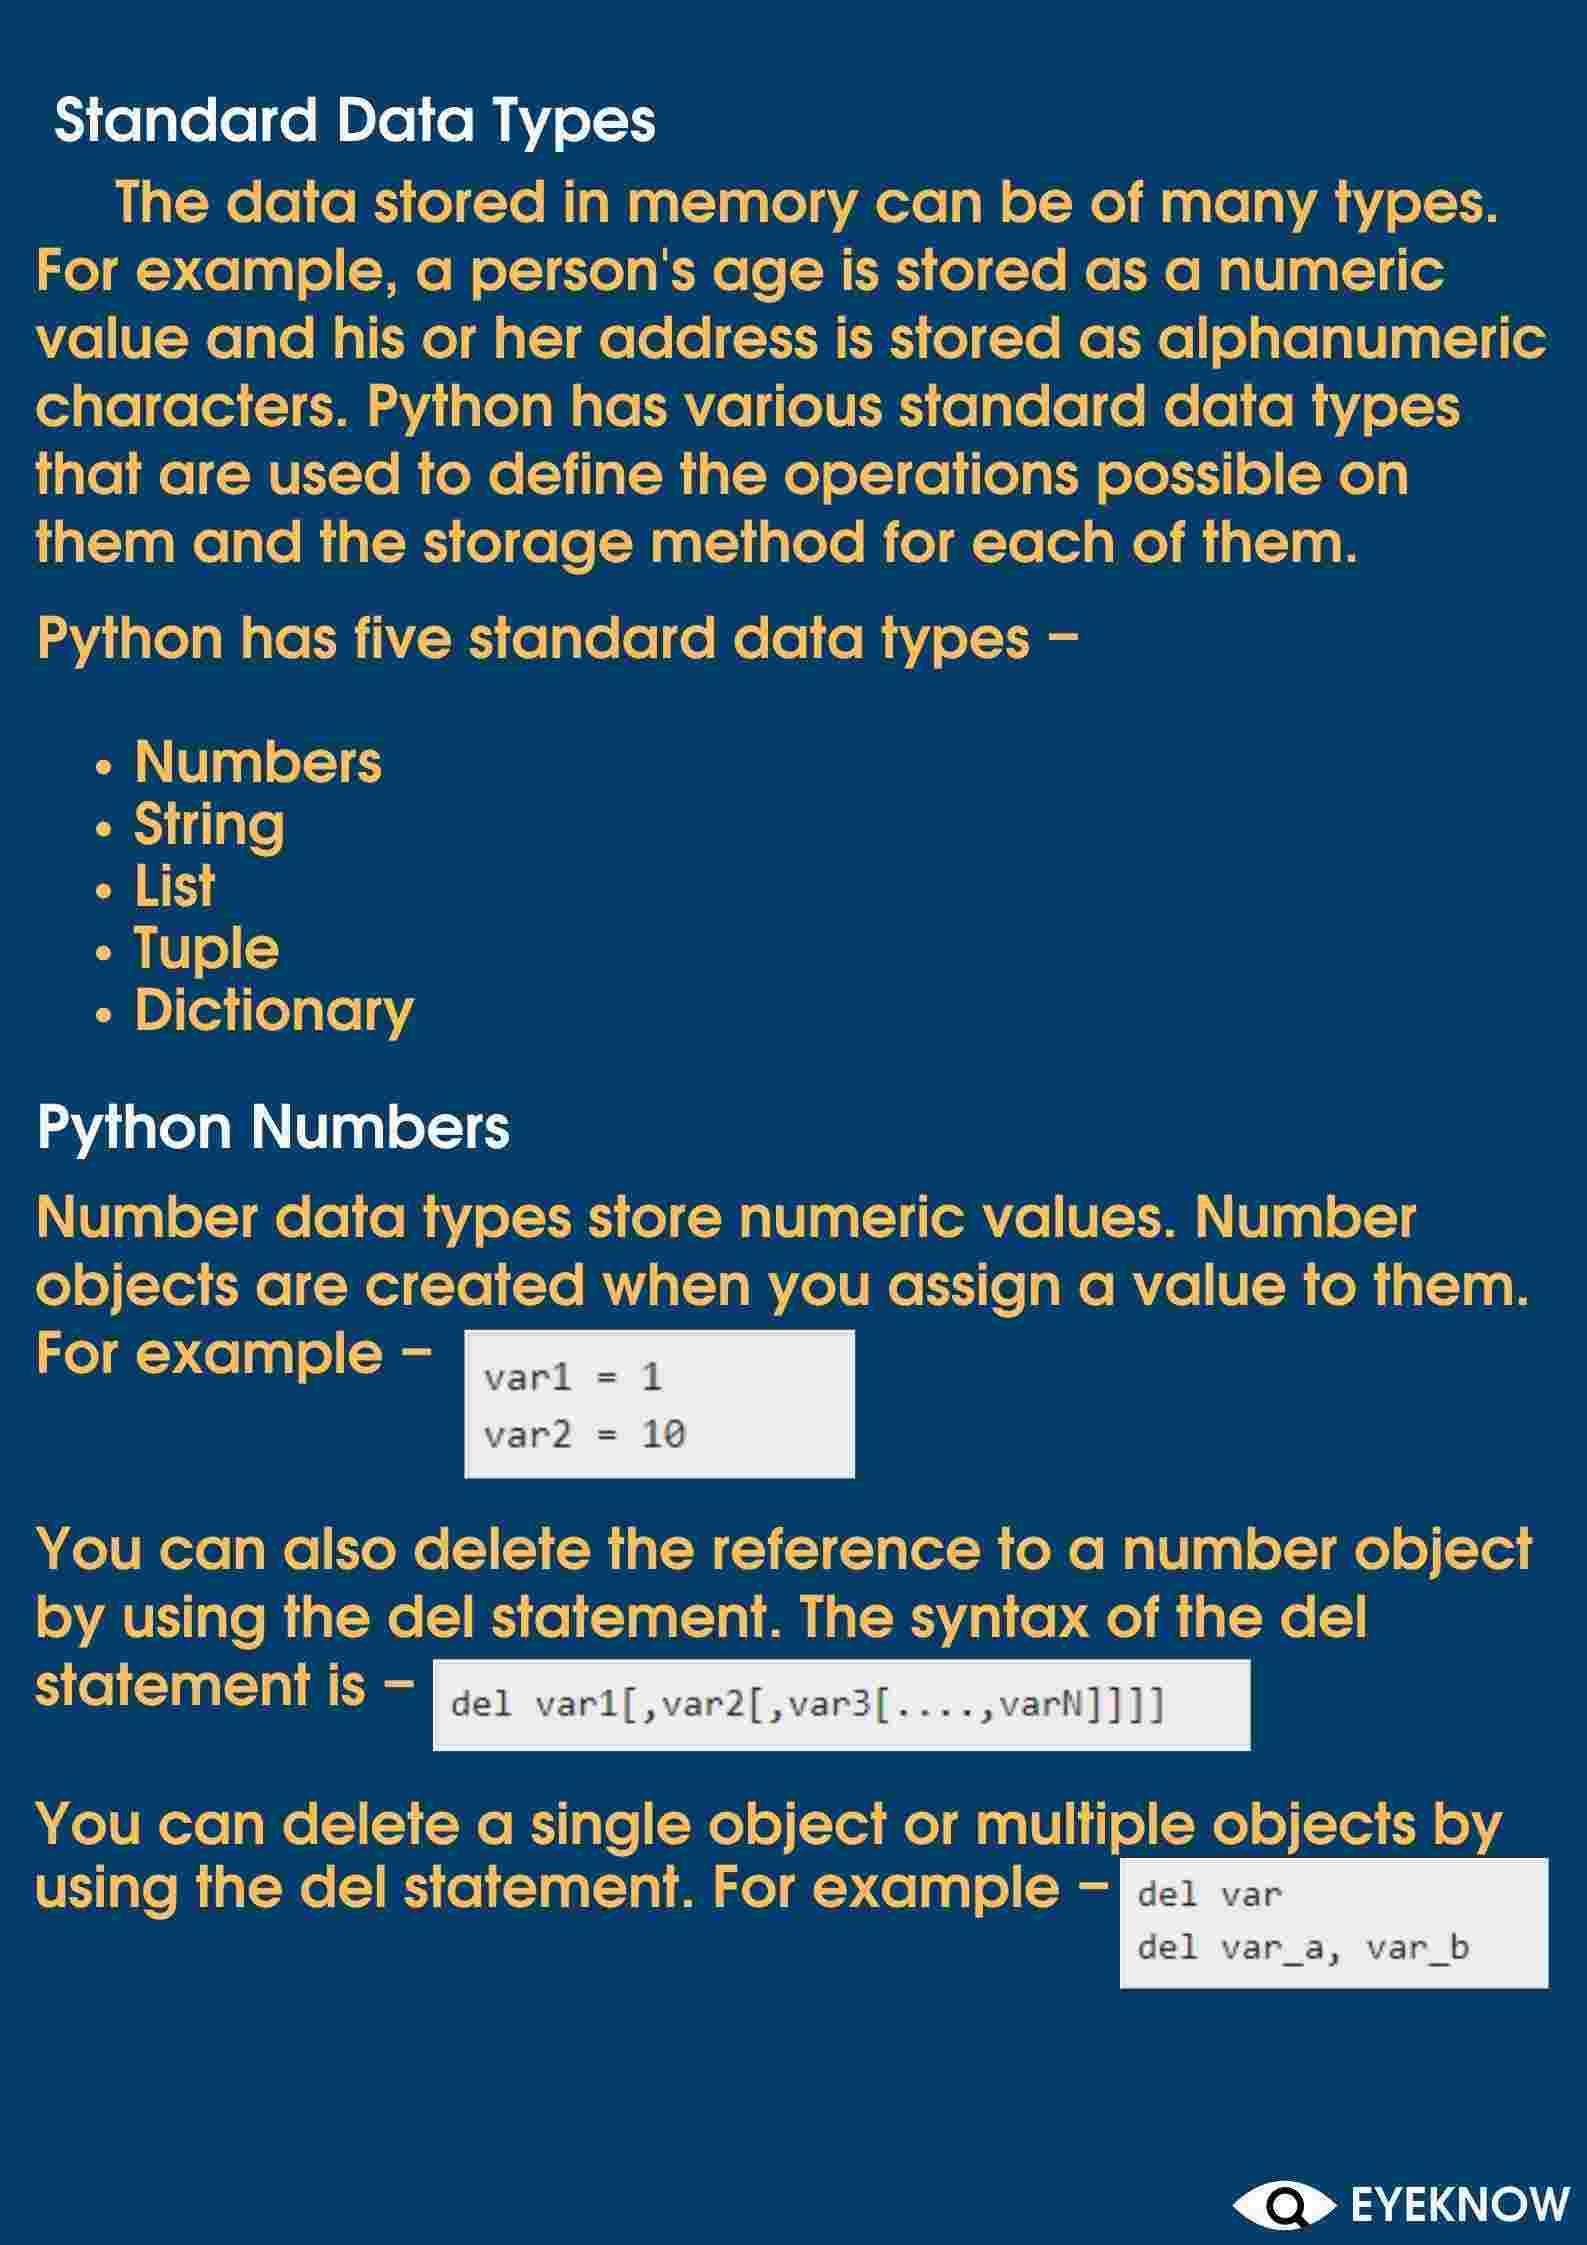 Standard Data Types
The data stored in memory can be of many types.
For example, a person's age is stored as a numeric
value and his or her address is stored as alphanumeric
characters. Python has various standard data types
that are used to define the operations possible on
them and the storage method for each of them.
Python has five standard data types –
• Numbers
• String
• List
• Tuple
• Dictionary
Python Numbers
Number data types store numeric values. Number
objects are created when you assign a value to them.
For example –
var1 = 1
var2 = 10
You can also delete the reference to a number object
by using the del statement. The syntax of the del
statement is – del var1[,var2[,var3[....,varN]]]]
You can delete a single object or multiple objects by
using the del statement. For example –
del var
del var_a, var_b
EYEKNOW